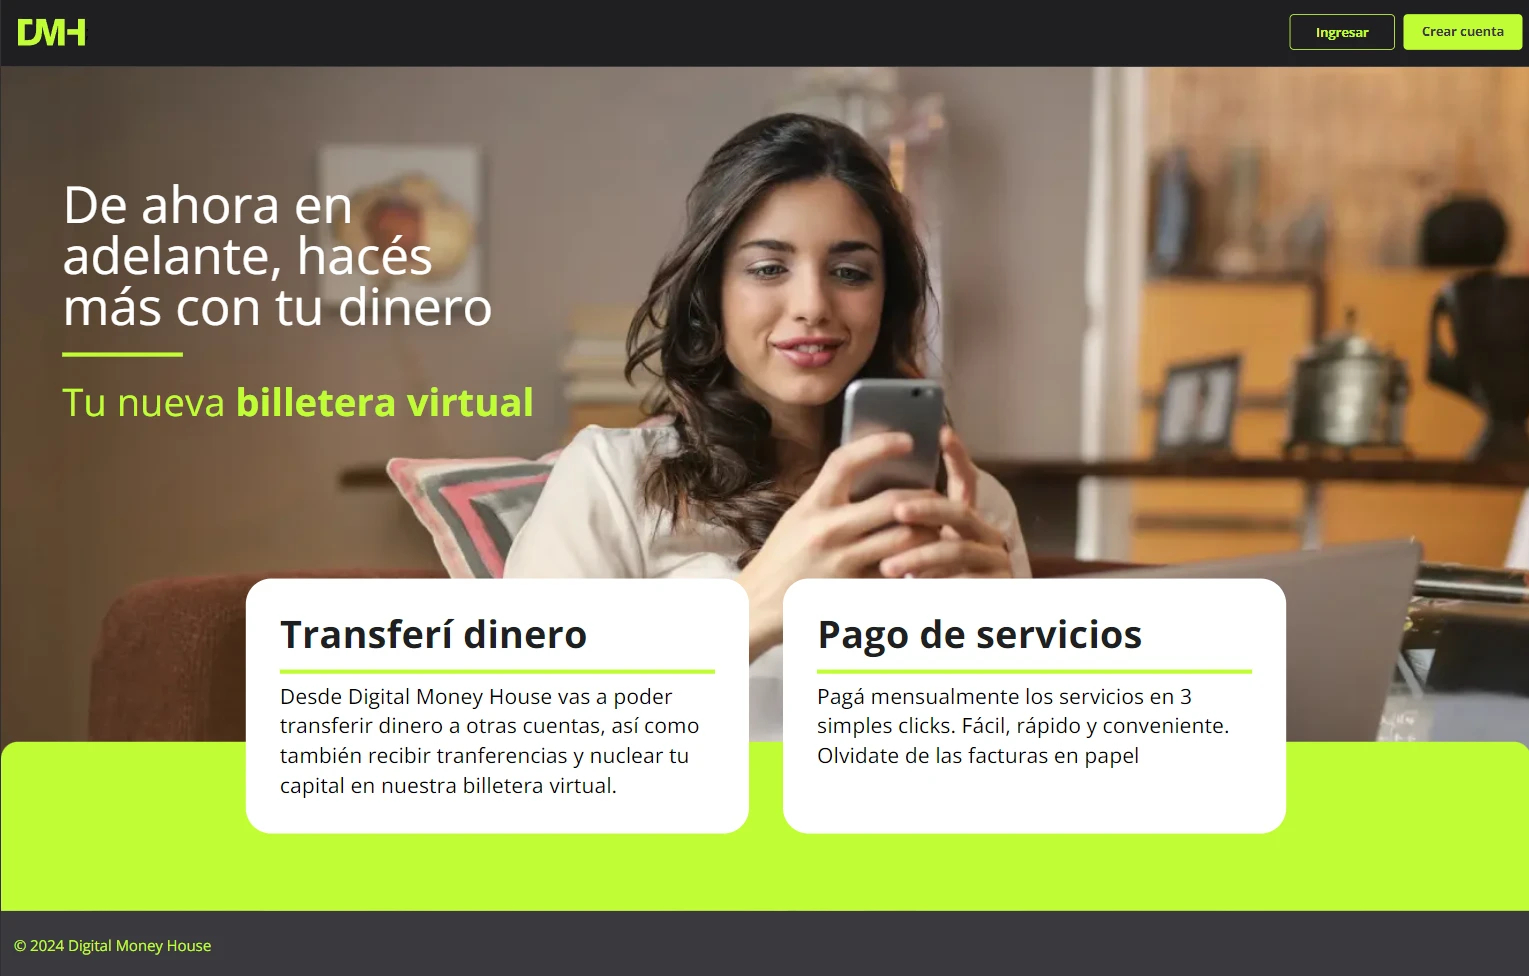 DMH
Ingresar
Crear cuenta
De ahora en
adelante, hacés
más con tu dinero
Tu nueva billetera virtual
Transferí dinero
Desde Digital Money House vas a poder
transferir dinero a otras cuentas, así como
también recibir tranferencias y nuclear tu
capital en nuestra billetera virtual.
Pago de servicios
Pagá mensualmente los servicios en 3
simples clicks. Fácil, rápido y conveniente.
Olvidate de las facturas en papel
© 2024 Digital Money House